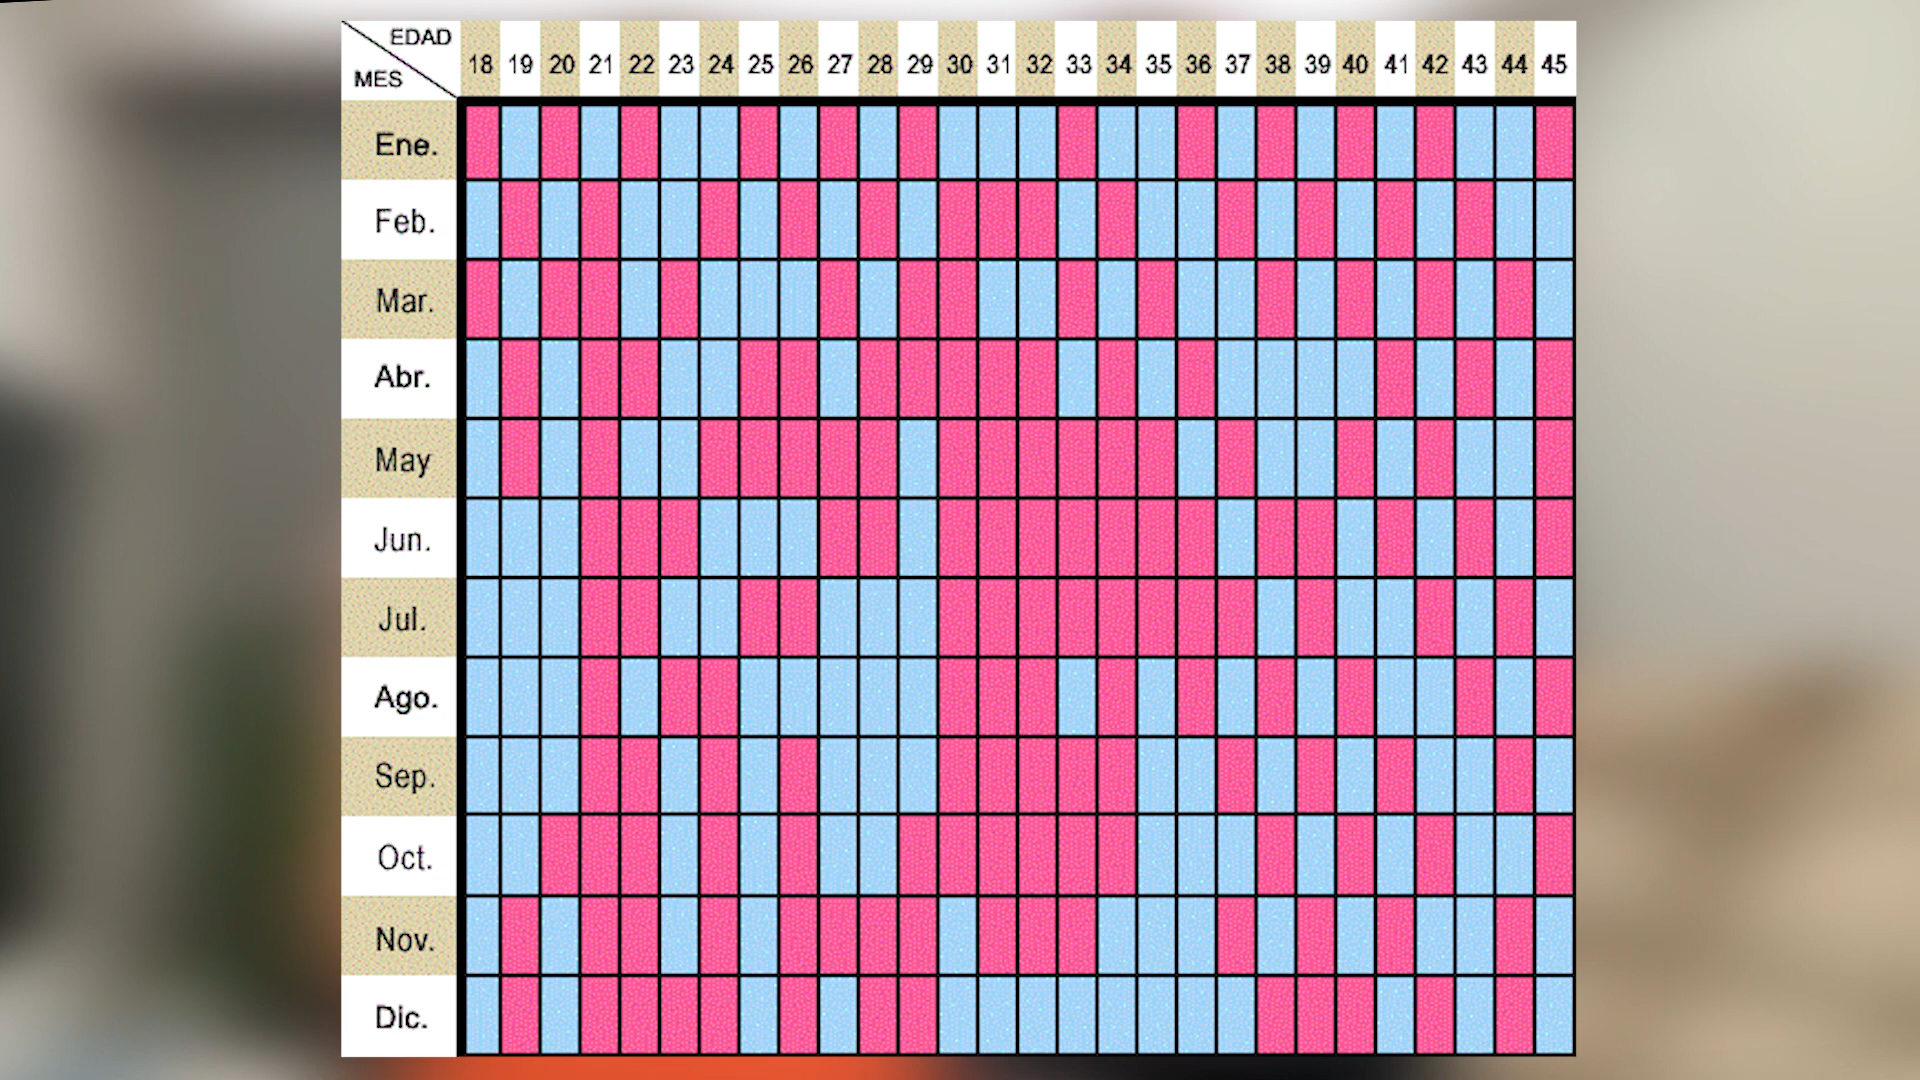 EDAD
MES
18 19 20 21 22 23 24 25 26 27 28 29 30 31 32 33 34 35 36 37 38 39 40 41 42 43 44 45
Ene.
Feb.
Mar.
Abr.
May
Jun.
Jul.
Ago.
Sep.
Oct.
Nov.
Dic.